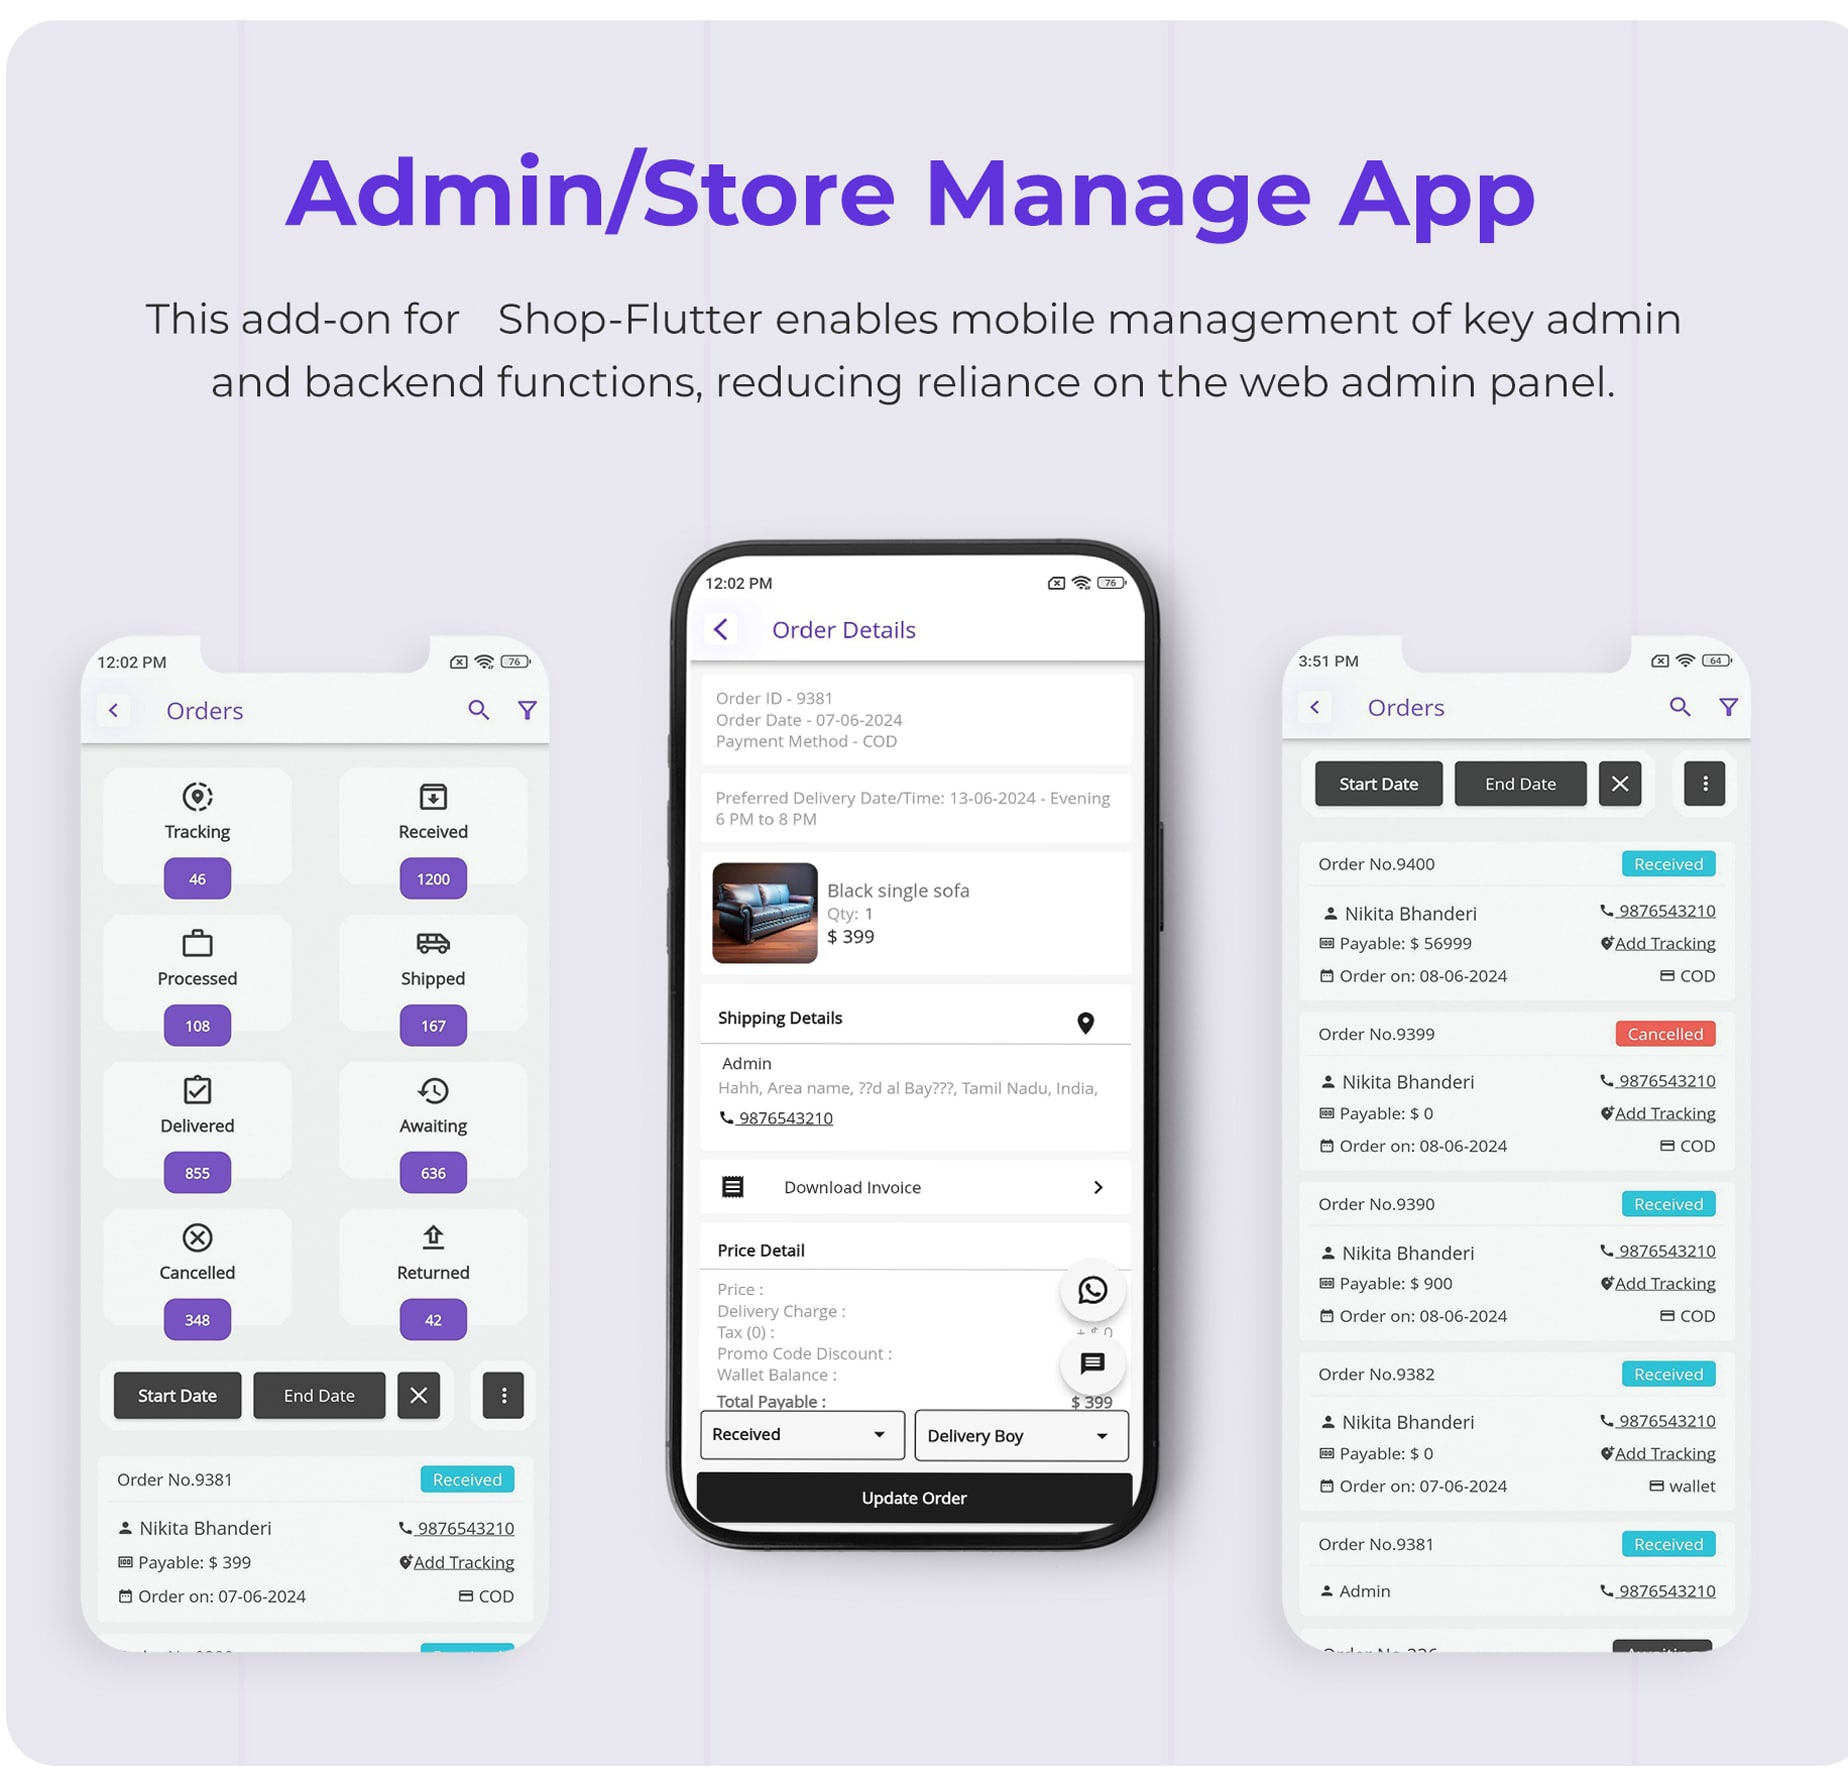 Admin/Store Manage App
This add-on for Shop-Flutter enables mobile management of key admin
and backend functions, reducing reliance on the web admin panel.
12:02 PM
76
Orders
Tracking
46
Received
1200
Processed
108
Shipped
167
Delivered
855
Awaiting
636
Cancelled
348
Returned
42
Start Date
End Date
Order No.9381
Received
Nikita Bhanderi
9876543210
Payable: $ 399
Add Tracking
Order on: 07-06-2024
COD
12:02 PM
76
Order Details
Order ID - 9381
Order Date - 07-06-2024
Payment Method - COD
Preferred Delivery Date/Time: 13-06-2024 - Evening
6 PM to 8 PM
Black single sofa
Qty: 1
$ 399
Shipping Details
Admin
Hahh, Area name, ??d al Bay???, Tamil Nadu, India,
9876543210
Download Invoice
Price Detail
Price :
Delivery Charge :
Tax (0) :
+ $ 0
Promo Code Discount :
Wallet Balance :
Total Payable :
$ 399
Received
Delivery Boy
Update Order
3:51 PM
64
Orders
Start Date
End Date
Order No.9400
Received
Nikita Bhanderi
9876543210
Payable: $ 56999
Add Tracking
Order on: 08-06-2024
COD
Order No.9399
Cancelled
Nikita Bhanderi
9876543210
Payable: $ 0
Add Tracking
Order on: 08-06-2024
COD
Order No.9390
Received
Nikita Bhanderi
9876543210
Payable: $ 900
Add Tracking
Order on: 08-06-2024
COD
Order No.9382
Received
Nikita Bhanderi
9876543210
Payable: $ 0
Add Tracking
Order on: 07-06-2024
wallet
Order No.9381
Received
Admin
9876543210